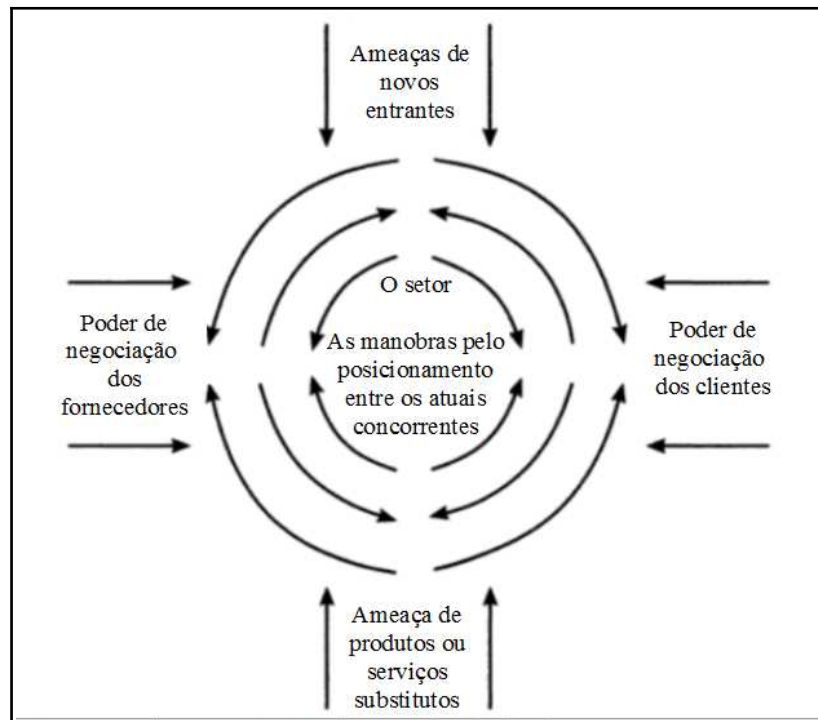 Ameaças de
novos
entrantes
O setor
Poder de
negociação
dos
fornecedores
As manobras pelo
posicionamento
entre os atuais
concorrentes
Poder de
negociação
dos clientes
Ameaça de
produtos ou
serviços
substitutos